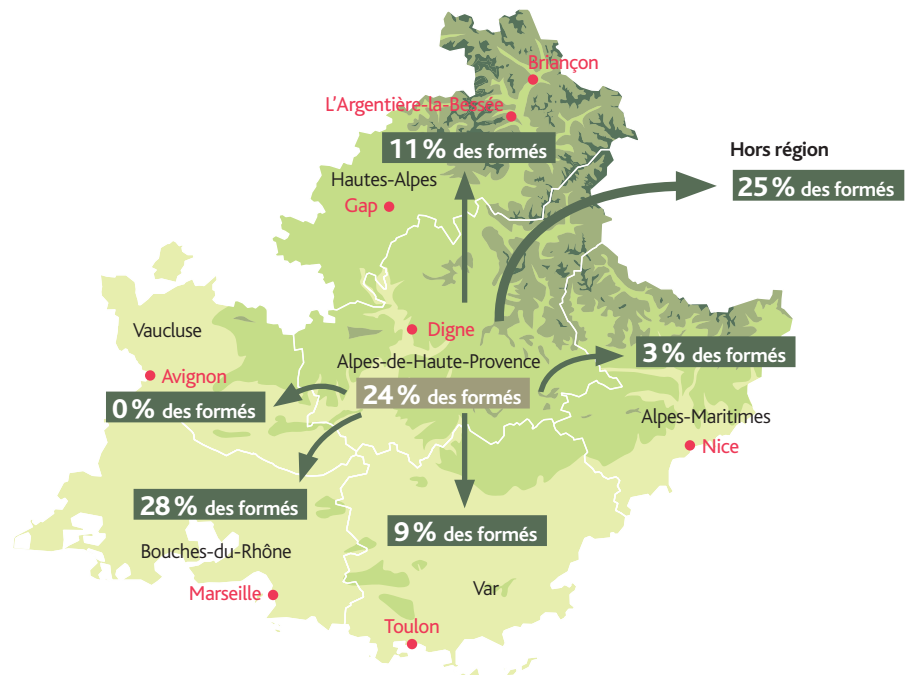 Briançon
L'Argentière-la-Bessée
11 % des formés
Hors région
25 % des formés
Hautes-Alpes
Gap
Vaucluse
Digne
3 % des formés
Alpes-de-Haute-Provence
Avignon
24 % des formés
0 % des formés
Alpes-Maritimes
Nice
28 % des formés
9 % des formés
Bouches-du-Rhône
Var
Marseille
Toulon